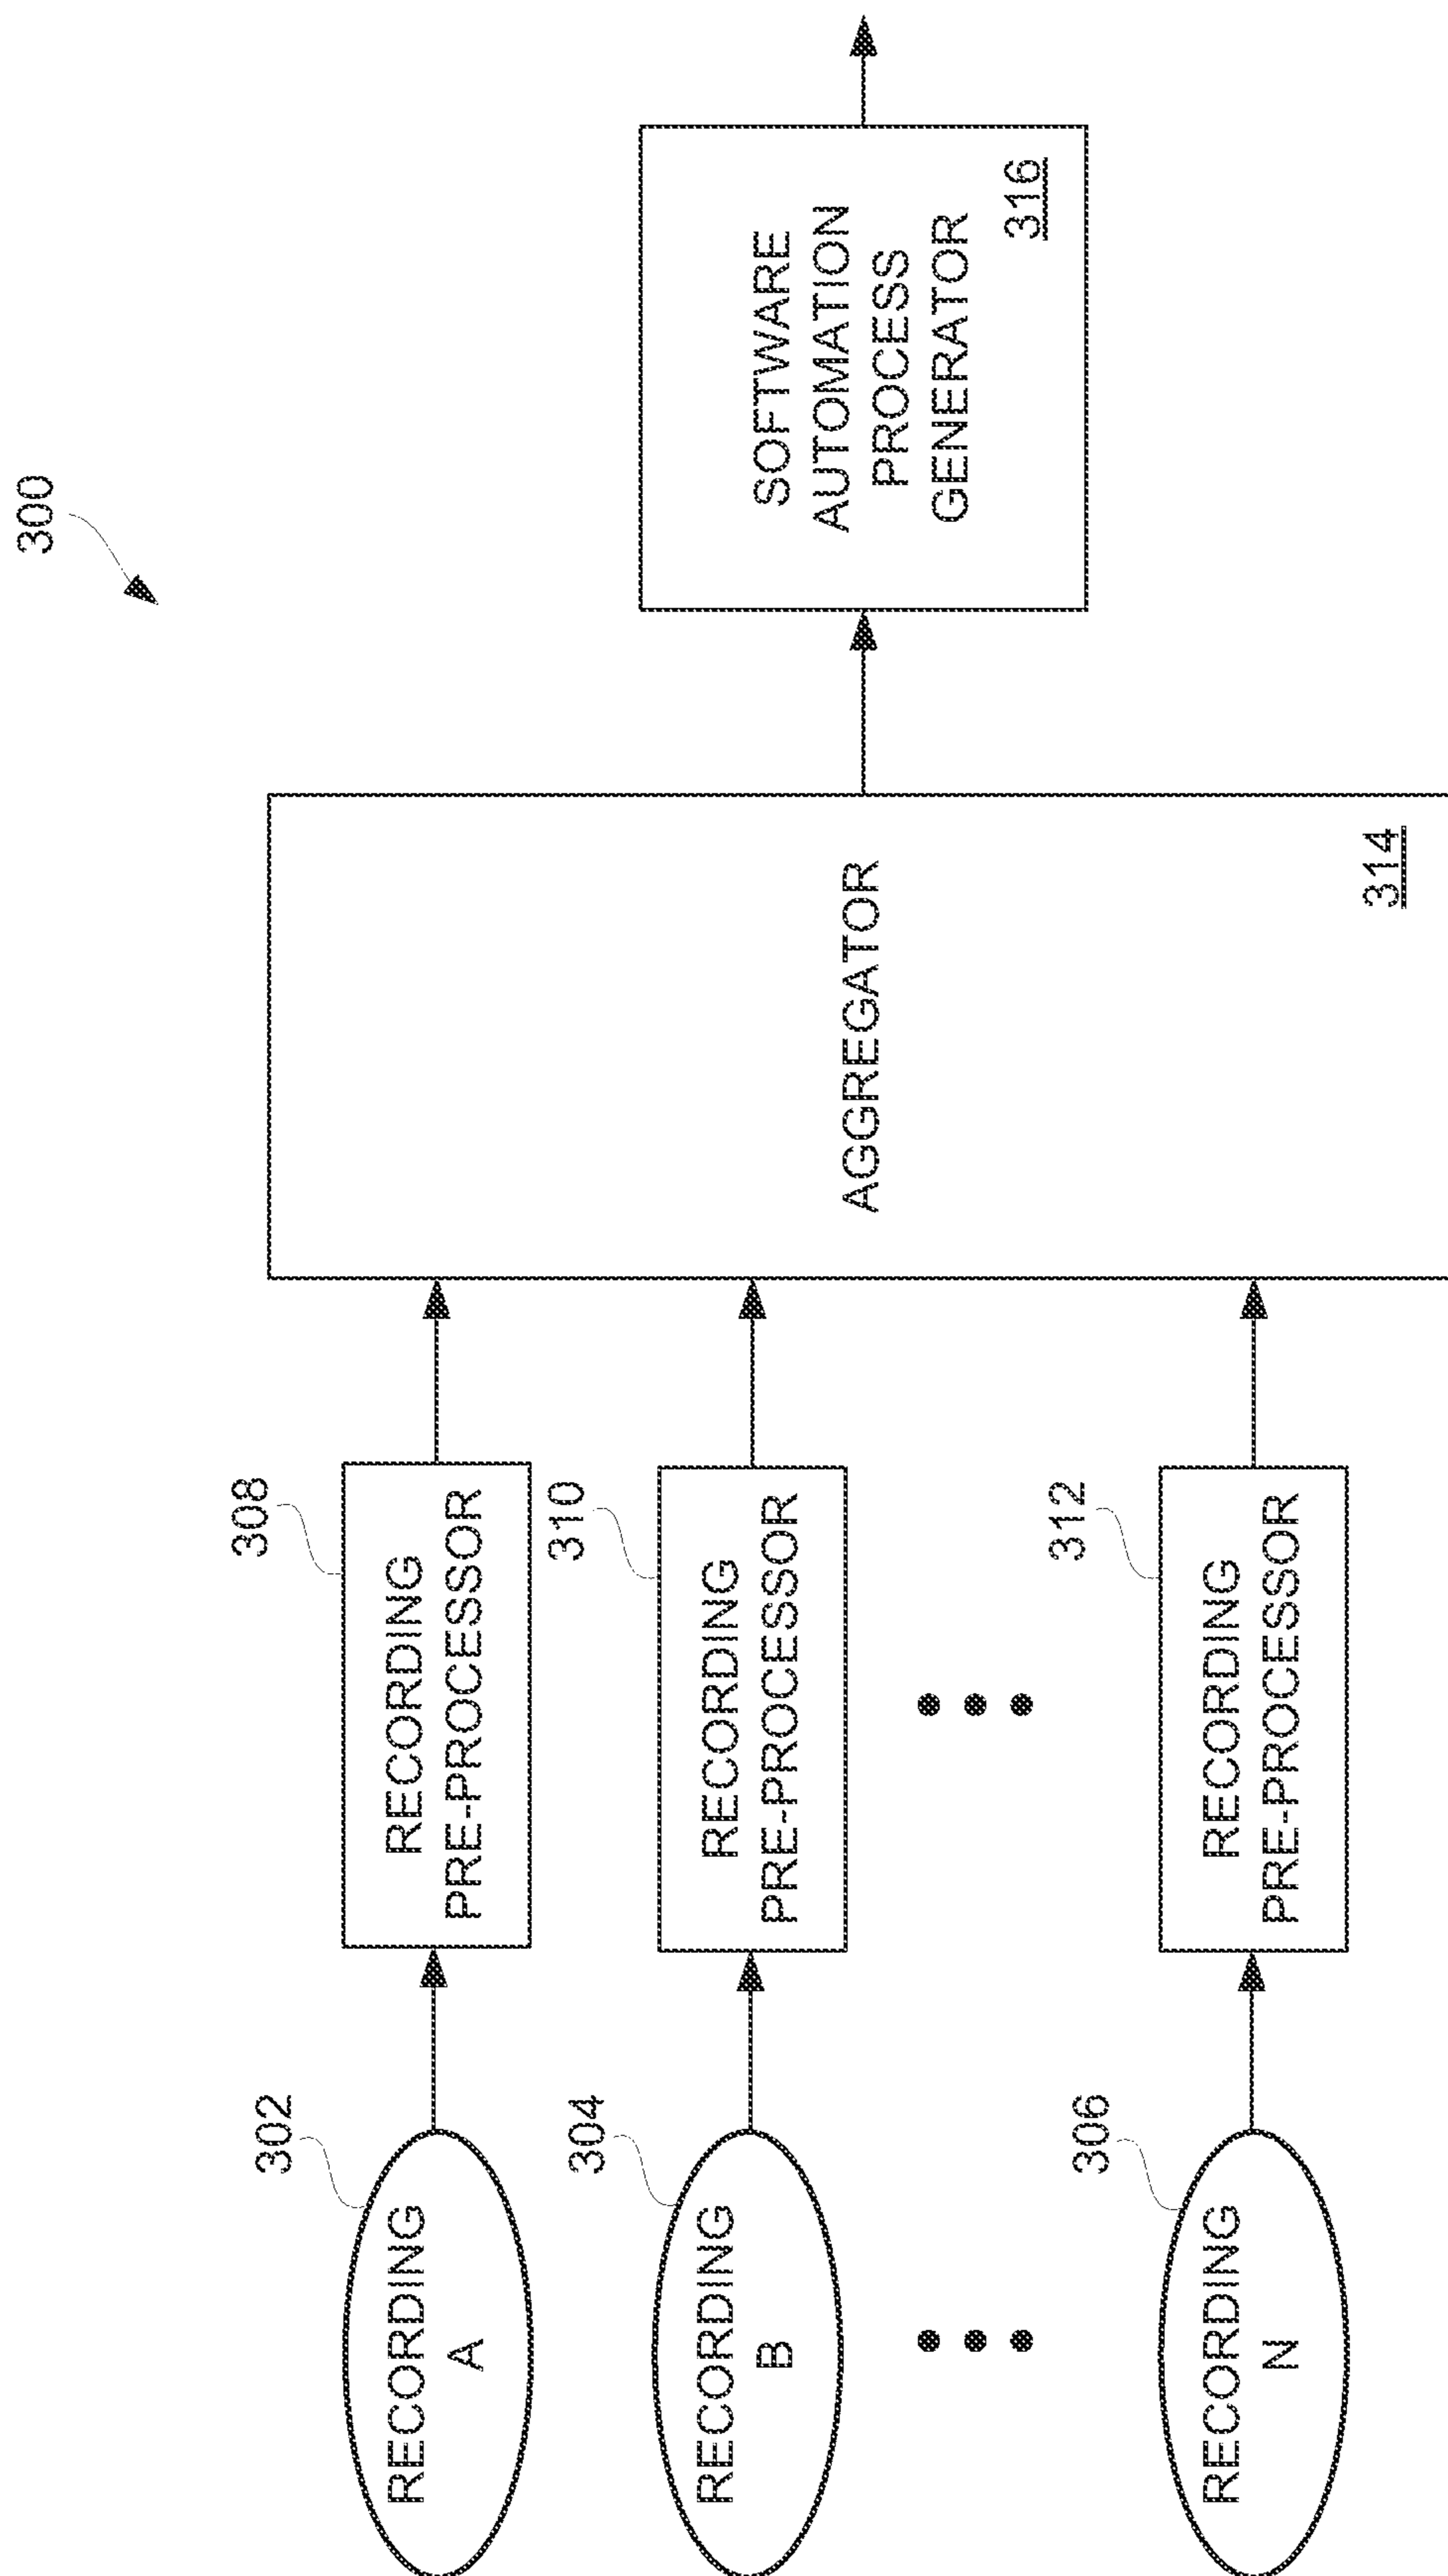 300
302
RECORDING
A
308
RECORDING
PRE-PROCESSOR
304
RECORDING
B
310
RECORDING
PRE-PROCESSOR
306
RECORDING
N
312
RECORDING
PRE-PROCESSOR
AGGREGATOR
314
SOFTWARE
AUTOMATION
PROCESS
GENERATOR
316